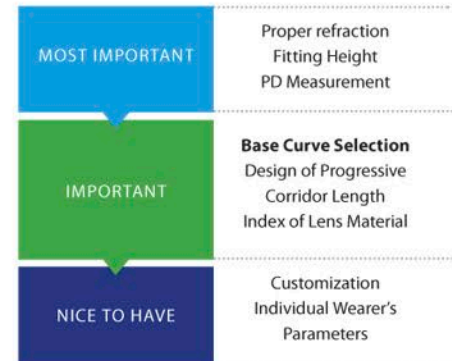 MOST IMPORTANT
Proper refraction
Fitting Height
PD Measurement
IMPORTANT
Base Curve Selection
Design of Progressive
Corridor Length
Index of Lens Material
NICE TO HAVE
Customization
Individual Wearer's
Parameters